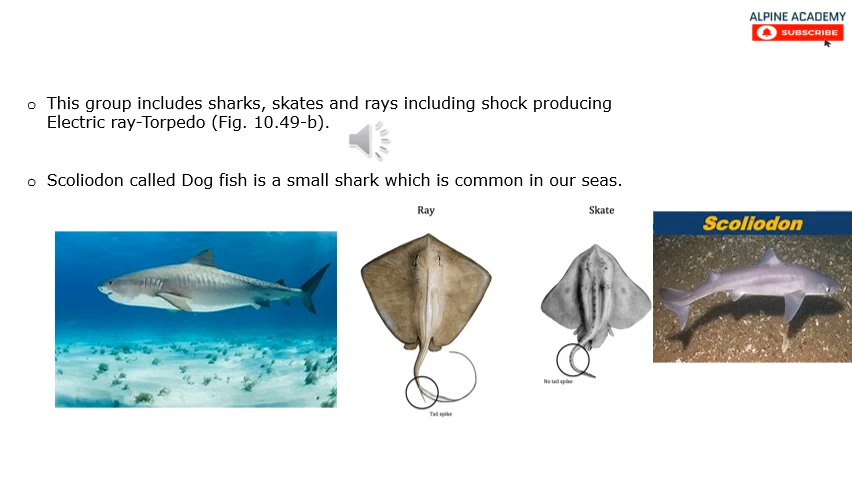 ALPINE ACADEMY
SUBSCRIBE
o This group includes sharks, skates and rays including shock producing
Electric ray-Torpedo (Fig. 10.49-b).
o Scoliodon called Dog fish is a small shark which is common in our seas.
Ray
Skate
Scoliodon
No tail spike
Tail spike